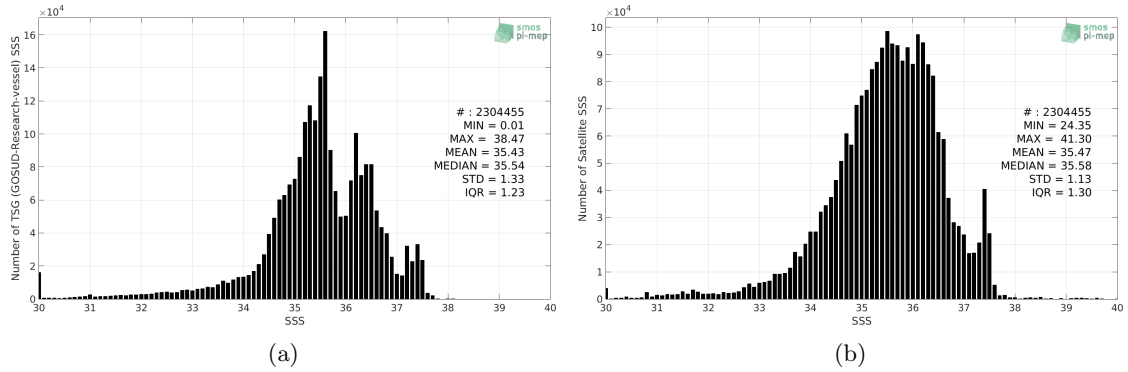 ×10⁴
16
14
12
10
8
6
4
2
0
Number of TSG (GOSUD-Research-vessel) SSS
smos
pi-mep
# : 2304455
MIN = 0.01
MAX = 38.47
MEAN = 35.43
MEDIAN = 35.54
STD = 1.33
IQR = 1.23
30 31 32 33 34 35 36 37 38 39 40
SSS
(a)
×10⁴
10
9
8
7
6
5
4
3
2
1
0
Number of Satellite SSS
smos
pi-mep
# : 2304455
MIN = 24.35
MAX = 41.30
MEAN = 35.47
MEDIAN = 35.58
STD = 1.13
IQR = 1.30
30 31 32 33 34 35 36 37 38 39 40
SSS
(b)